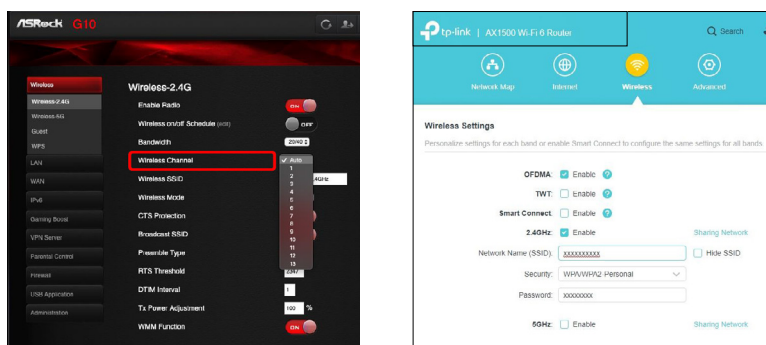 ASRock G10
Wireless
Wireless-2.4G
Wireless-5G
Guest
WPS
LAN
WAN
IPv6
Gaming Boost
VPN Server
Parental Control
Firewall
USB Application
Administration
Wireless-2.4G
Enable Radio ON
Wireless on/off Schedule (edit) OFF
Bandwidth 20/40
Wireless Channel ✓ Auto
1
2
3
4
5
6
7
8
9
10
11
12
13
Wireless SSID .4GHz
Wireless Mode
CTS Protection
Broadcast SSID
Preamble Type
RTS Threshold 2347
DTIM Interval 1
Tx Power Adjustment 100 %
WMM Function ON
tp-link | AX1500 Wi-Fi 6 Router
Search
Network Map Internet Wireless Advanced
Wireless Settings
Personalize settings for each band or enable Smart Connect to configure the same settings for all bands
OFDMA: Enable ?
TWT: Enable ?
Smart Connect: Enable ?
2.4GHz: Enable Sharing Network
Network Name (SSID): xxxxxxxxxx Hide SSID
Security: WPA/WPA2 Personal
Password: xxxxxxxx
5GHz: Enable Sharing Network